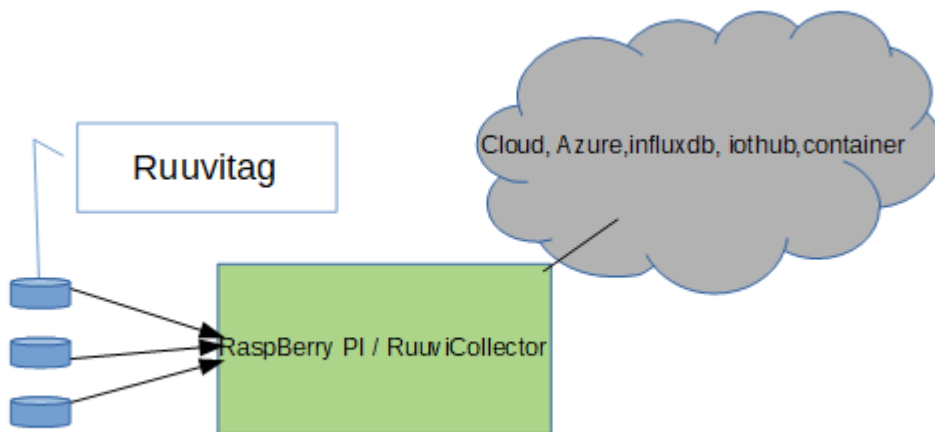 Cloud, Azure,influxdb, iothub,container
Ruuvitag
RaspBerry PI / RuuviCollector